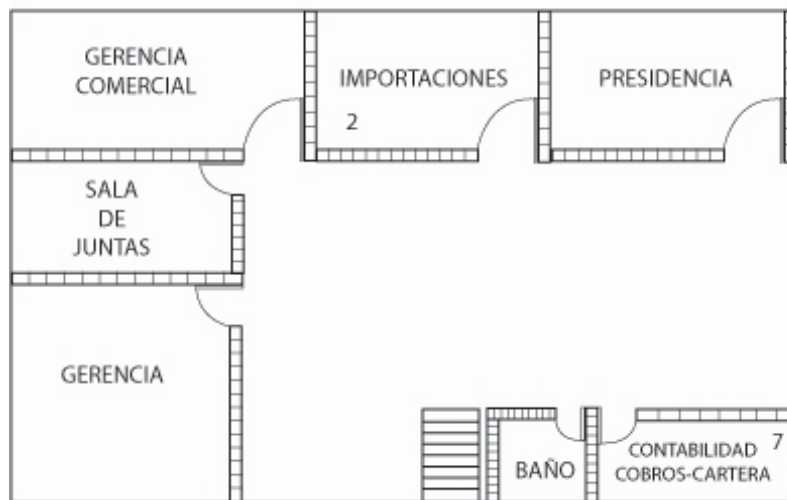 GERENCIA
COMERCIAL
IMPORTACIONES
2
PRESIDENCIA
SALA
DE
JUNTAS
GERENCIA
BAÑO
CONTABILIDAD 7
COBROS-CARTERA